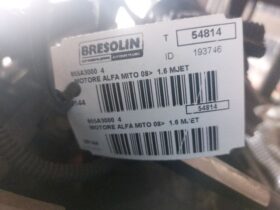 BRESOLIN
T 54814
ID 193746
955A3000 4
MOTORE ALFA MITO 08> 1.6 MJET
54814
955A3000 4
MOTORE ALFA MITO 08> 1.6 MJET